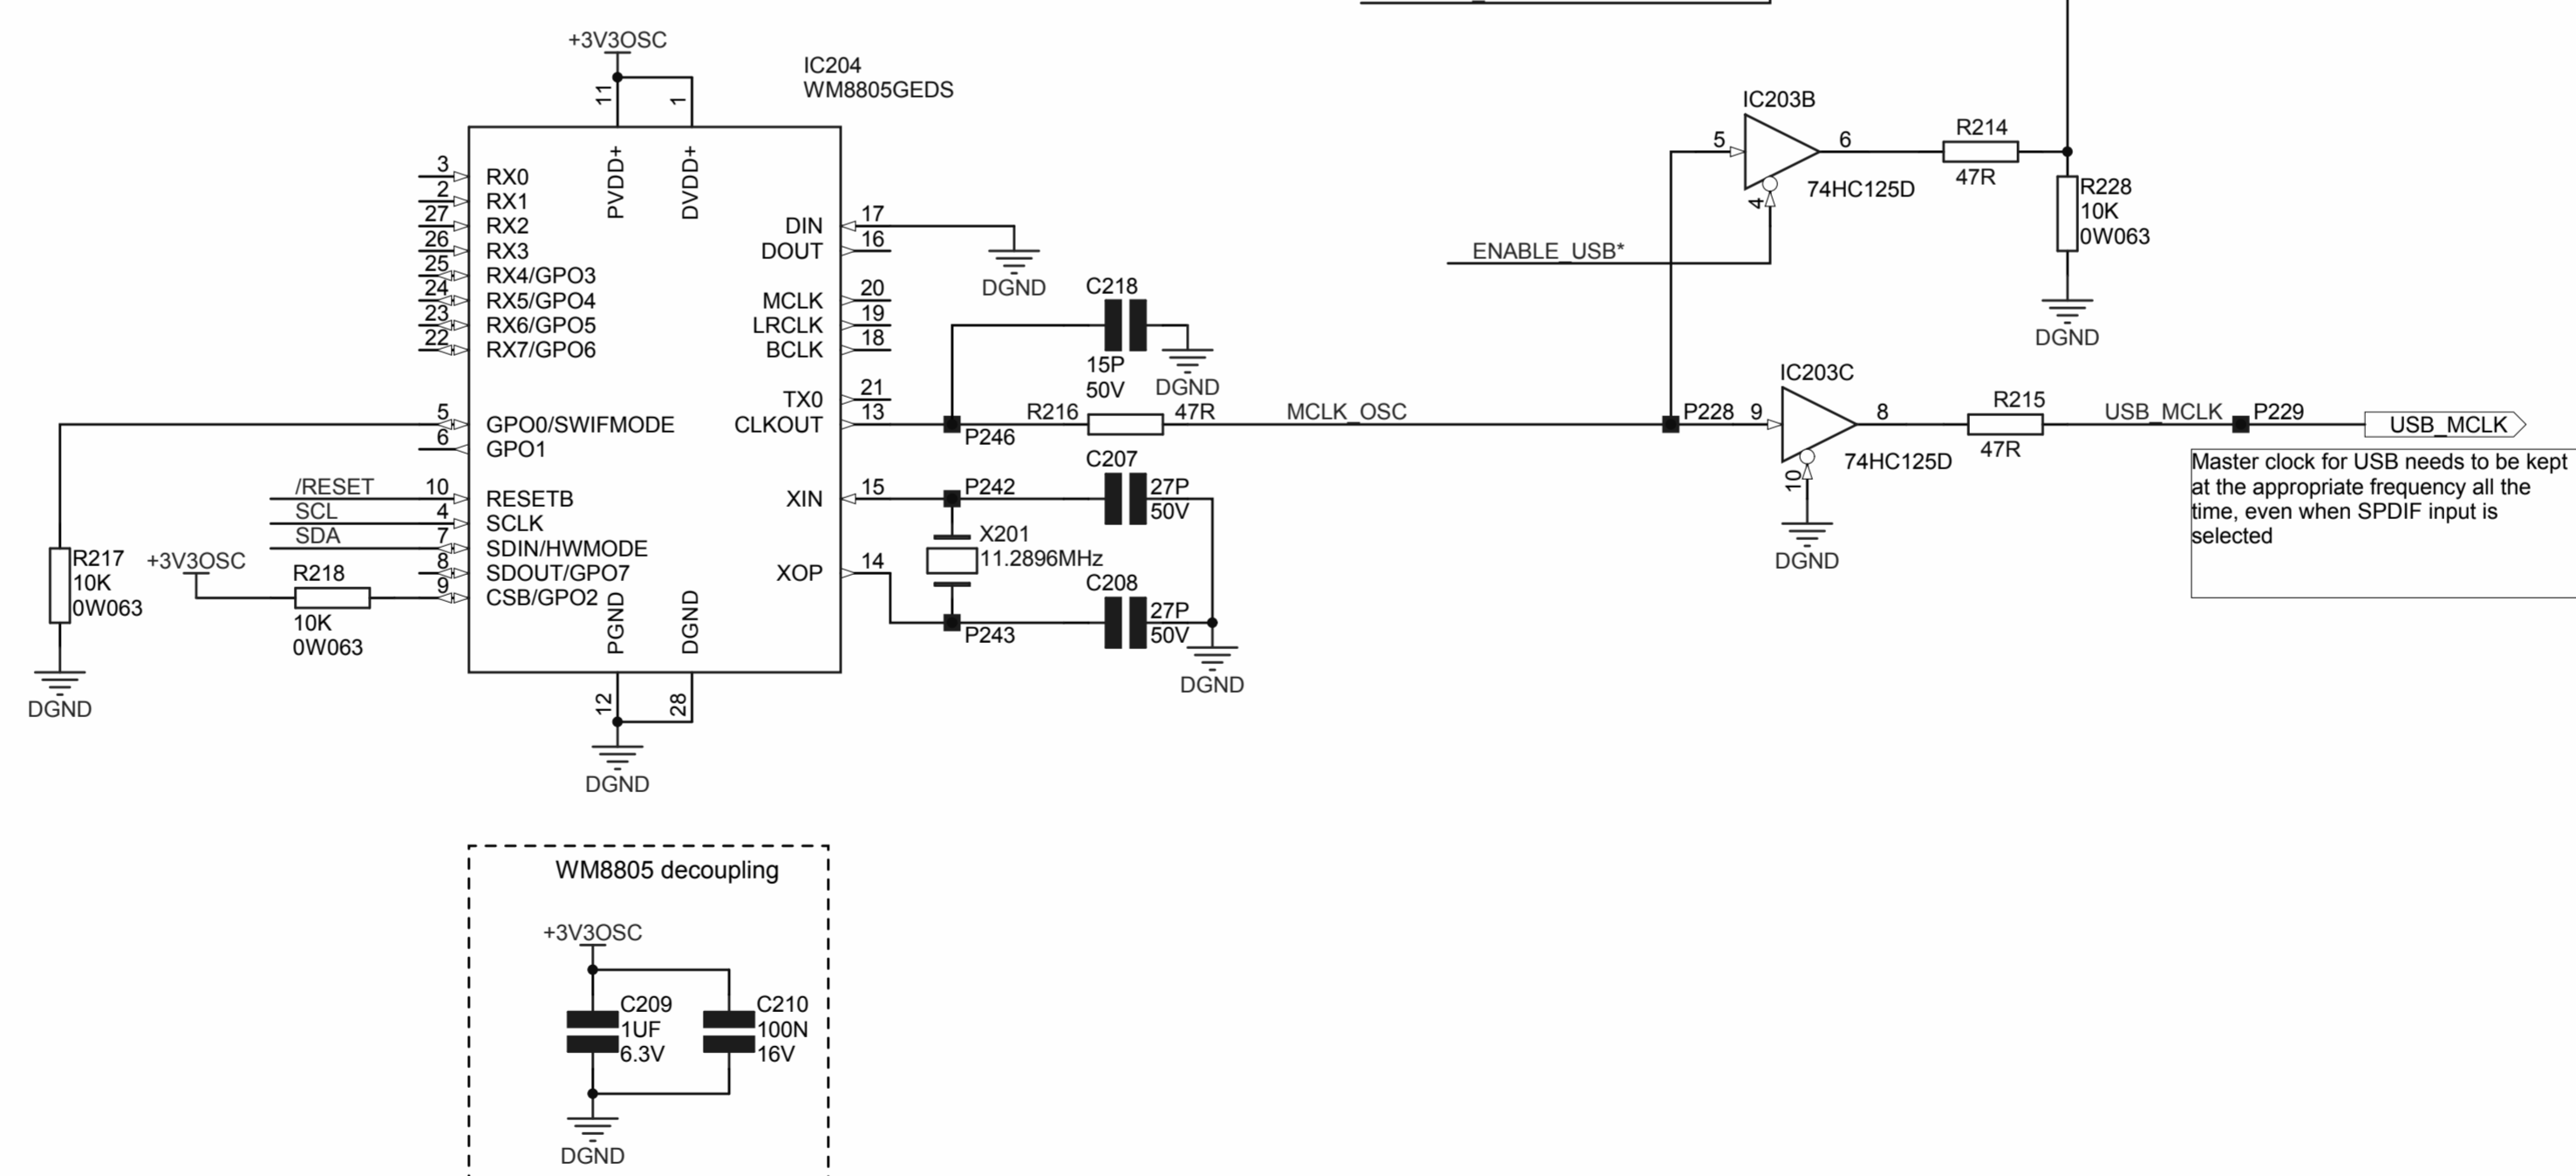 +3V3OSC
IC204
WM8805GEDS
11
1
PVDD+
DVDD+
3
RX0
2
RX1
27
RX2
26
RX3
25
RX4/GPO3
24
RX5/GPO4
23
RX6/GPO5
22
RX7/GPO6
5
GPO0/SWIFMODE
6
GPO1
/RESET
10
RESETB
SCL
4
SCLK
SDA
7
SDIN/HWMODE
8
SDOUT/GPO7
9
CSB/GPO2
PGND
DGND
12
28
DGND
DIN
17
DOUT
16
MCLK
20
LRCLK
19
BCLK
18
TX0
21
CLKOUT
13
XIN
15
XOP
14
DGND
C218
15P
50V
DGND
P246
R216
47R
MCLK_OSC
P242
C207
27P
50V
X201
11.2896MHz
C208
27P
50V
P243
DGND
R217
10K
0W063
DGND
+3V3OSC
R218
10K
0W063
IC203B
5
6
4
74HC125D
R214
47R
R228
10K
0W063
DGND
ENABLE_USB*
P228
IC203C
9
8
10
74HC125D
DGND
R215
47R
USB_MCLK
P229
USB_MCLK
Master clock for USB needs to be kept
at the appropriate frequency all the
time, even when SPDIF input is
selected
WM8805 decoupling
+3V3OSC
C209
1UF
6.3V
C210
100N
16V
DGND